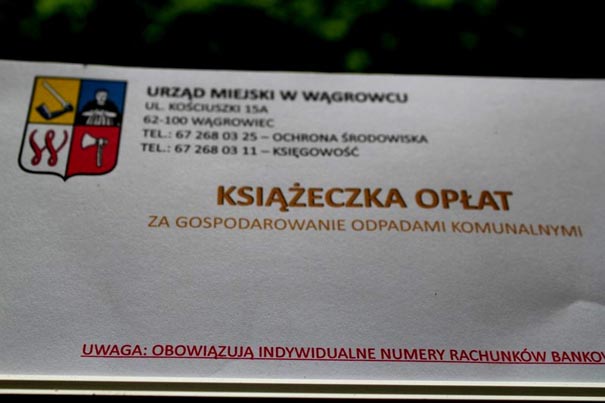 URZĄD MIEJSKI W WĄGROWCU
UL. KOŚCIUSZKI 15A
62-100 WĄGROWIEC
TEL.: 67 268 03 25 – OCHRONA ŚRODOWISKA
TEL.: 67 268 03 11 – KSIĘGOWOŚĆ
W
KSIĄŻECZKA OPŁAT
ZA GOSPODAROWANIE ODPADAMI KOMUNALNYMI
UWAGA: OBOWIĄZUJĄ INDYWIDUALNE NUMERY RACHUNKÓW BANKOV